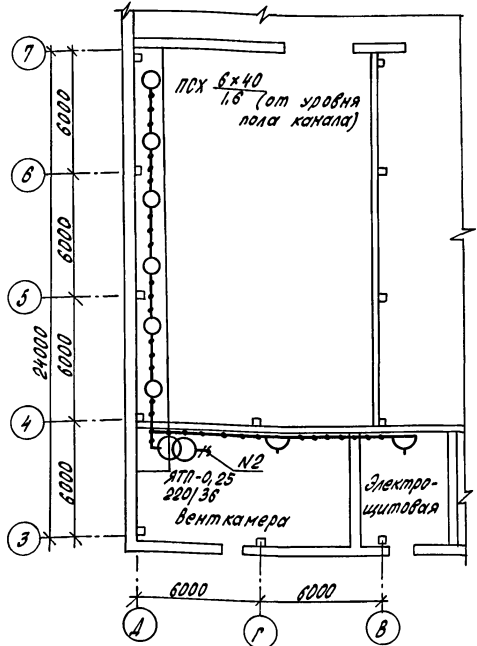 7
ПСХ 6×40
1,6 (от уровня
пола канала)
6000
6
6000
5
24000
6000
4
N2
ЯТП-0,25
220/36
Венткамера
Электро-
щитовая
6000
3
6000 6000
Д Г В